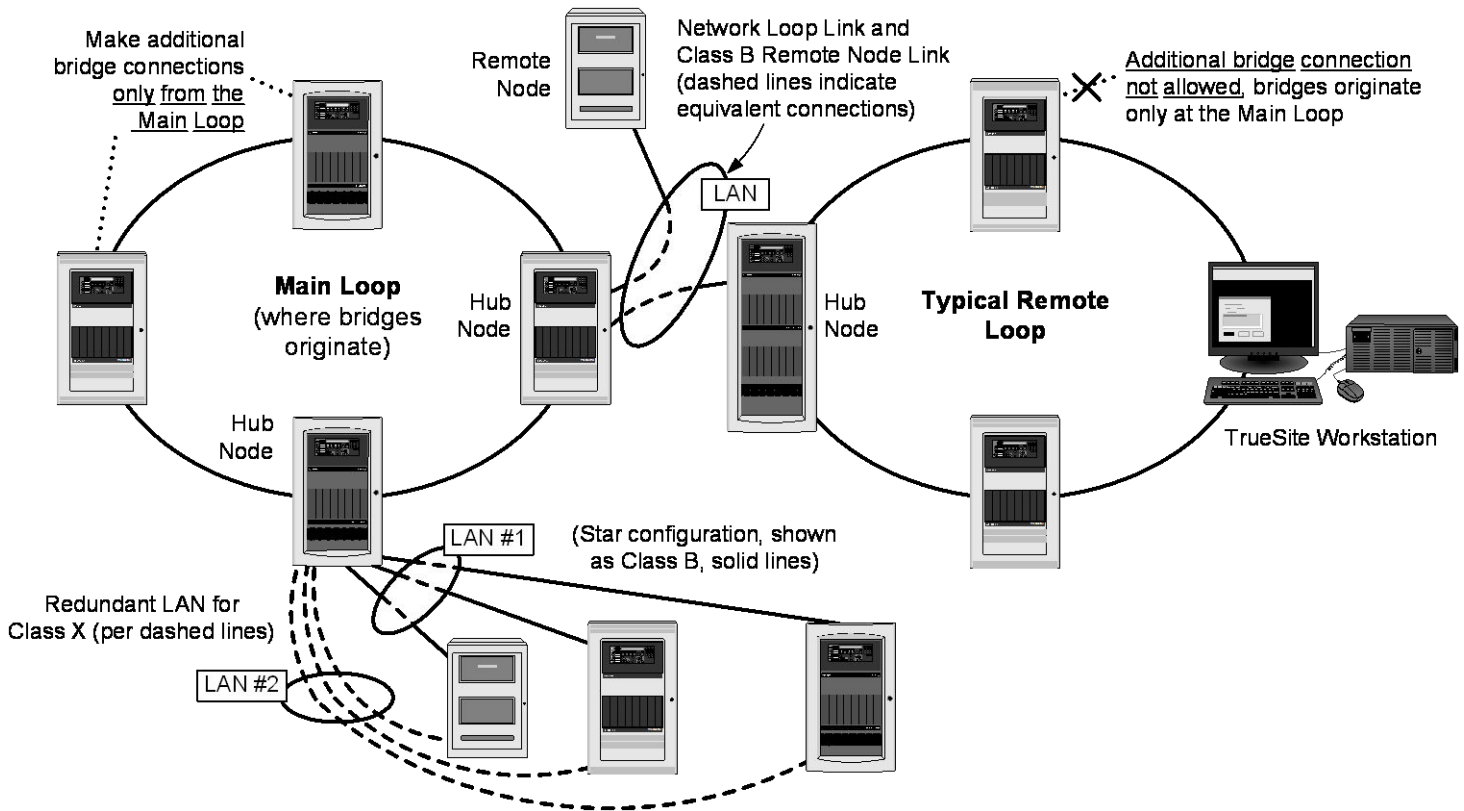 Make additional
bridge connections
only from the
Main Loop
Remote
Node
Network Loop Link and
Class B Remote Node Link
(dashed lines indicate
equivalent connections)
Additional bridge connection
not allowed, bridges originate
only at the Main Loop
LAN
Main Loop
(where bridges
originate)
Hub
Node
Hub
Node
Typical Remote
Loop
Hub
Node
TrueSite Workstation
LAN #1
(Star configuration, shown
as Class B, solid lines)
Redundant LAN for
Class X (per dashed lines)
LAN #2